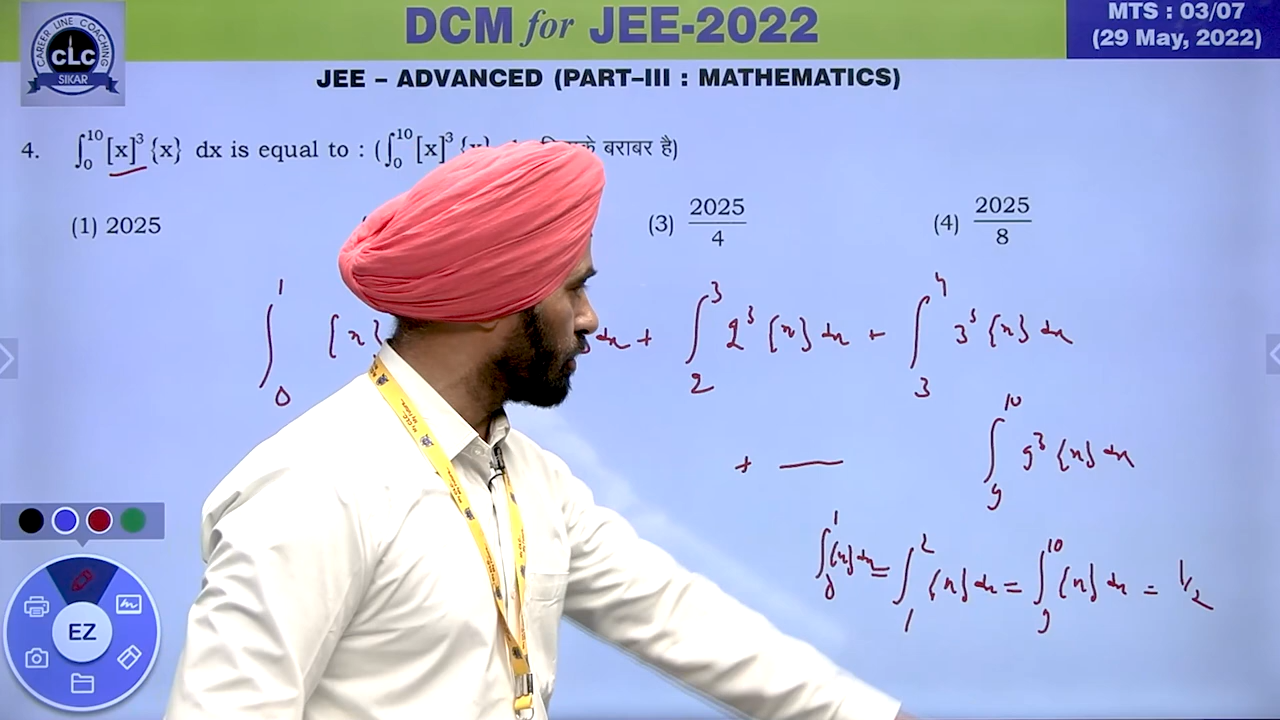 CAREER LINE COACHING
CLC
SIKAR
DCM for JEE-2022
MTS : 03/07
(29 May, 2022)
JEE – ADVANCED (PART–III : MATHEMATICS)
4. ∫₀¹⁰ [x]³ {x} dx is equal to : (∫₀¹⁰ [x]³ के बराबर है)
(1) 2025 (3) 2025/4 (4) 2025/8
∫₀¹ dx + ∫₂³ 2³ {x} dx + ∫₃⁴ 3³ {x} dx
+ — ∫₉¹⁰ 9³ {x} dx
∫₀¹ {x} dx = ∫₁² {x} dx = ∫₉¹⁰ {x} dx = 1/2
EZ